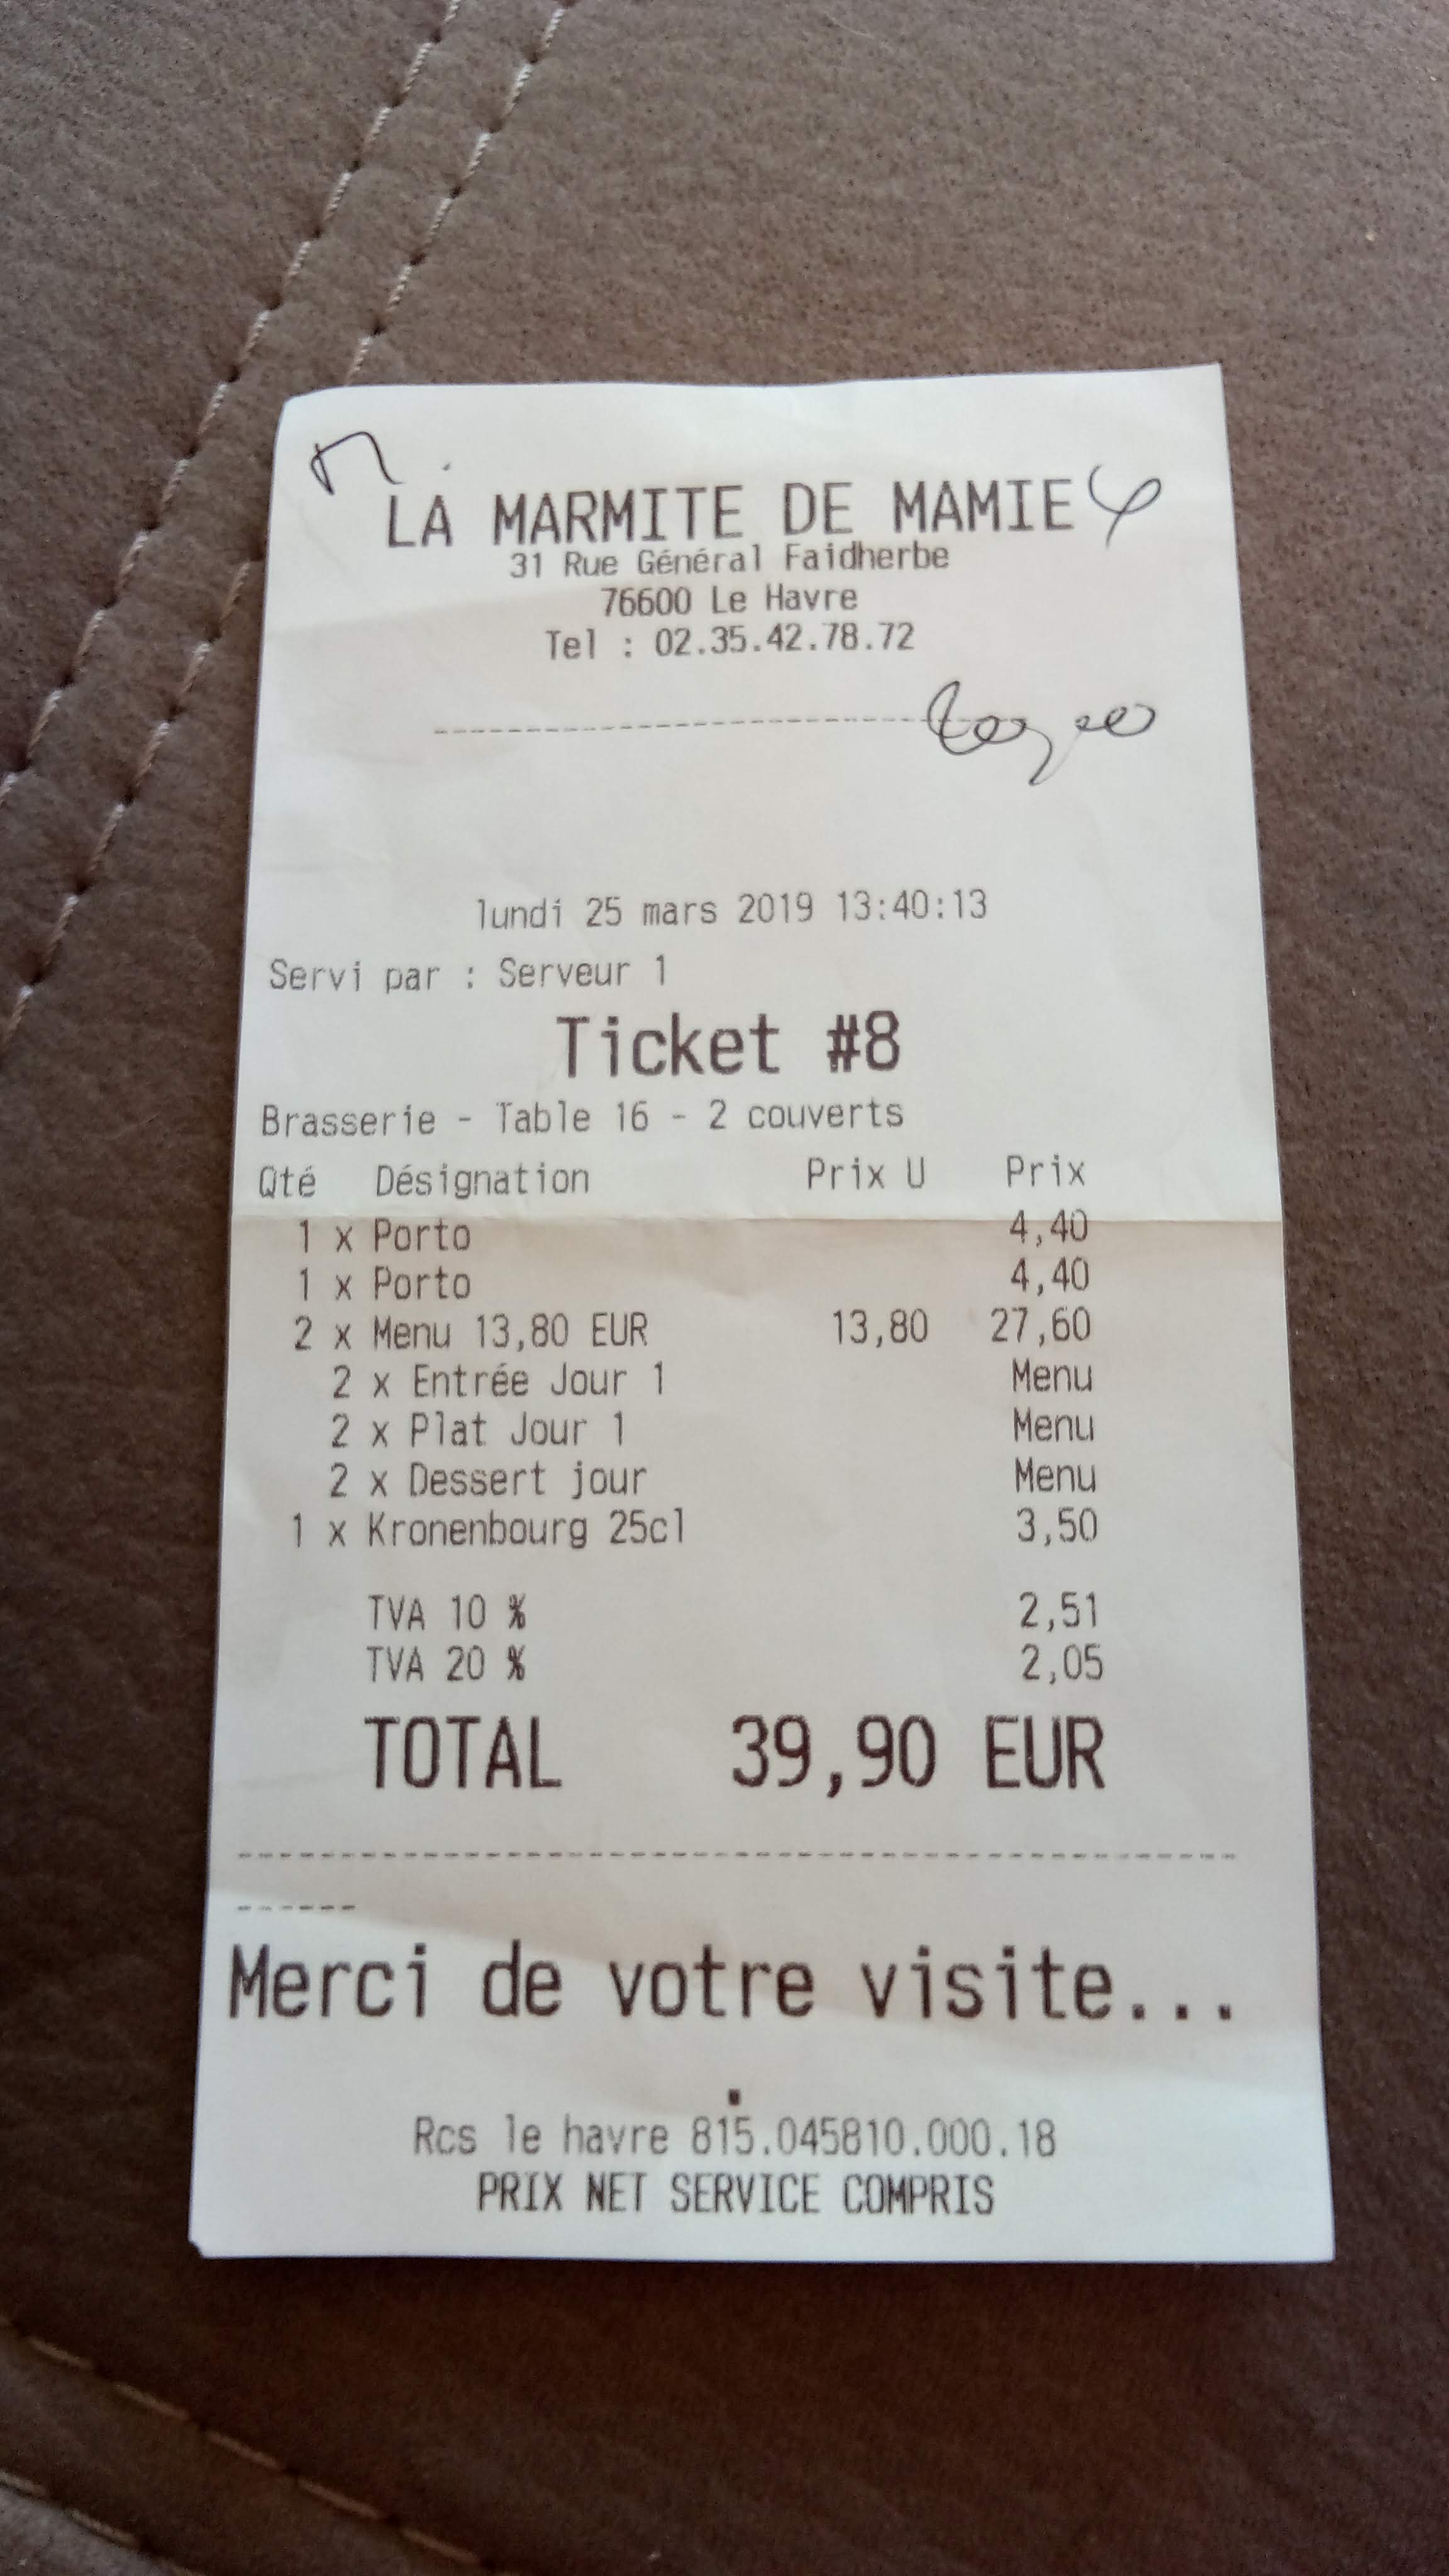 LA MARMITE DE MAMIE
31 Rue Général Faidherbe
76600 Le Havre
Tel : 02.35.42.78.72
lundi 25 mars 2019 13:40:13
Servi par : Serveur 1
Ticket #8
Brasserie - Table 16 - 2 couverts
Qté Désignation Prix U Prix
1 x Porto 4,40
1 x Porto 4,40
2 x Menu 13,80 EUR 13,80 27,60
2 x Entrée Jour 1 Menu
2 x Plat Jour 1 Menu
2 x Dessert jour Menu
1 x Kronenbourg 25cl 3,50
TVA 10 % 2,51
TVA 20 % 2,05
TOTAL 39,90 EUR
Merci de votre visite...
Rcs le havre 815.045810.000.18
PRIX NET SERVICE COMPRIS